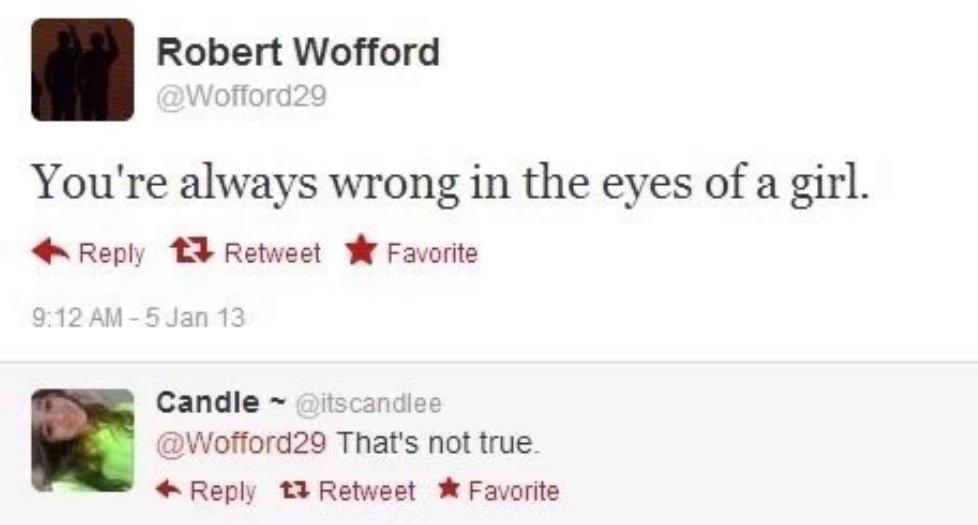 Robert Wofford
@Wofford29
You're always wrong in the eyes of a girl.
Reply Retweet Favorite
9:12 AM - 5 Jan 13
Candle ~ @itscandlee
@Wofford29 That's not true.
Reply Retweet Favorite